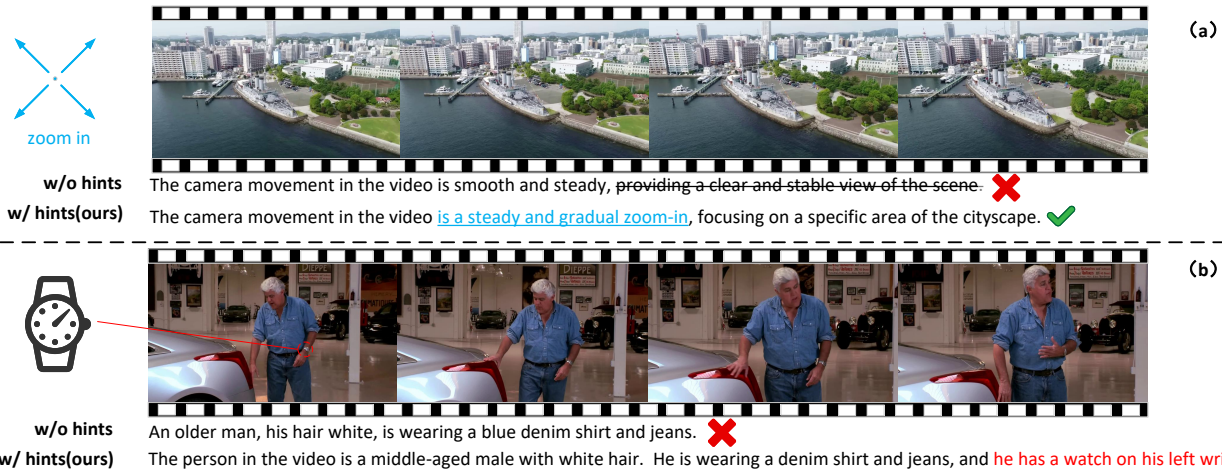 (a)
zoom in
w/o hints The camera movement in the video is smooth and steady, providing a clear and stable view of the scene.
w/ hints(ours) The camera movement in the video is a steady and gradual zoom-in, focusing on a specific area of the cityscape.
(b)
DIEPPE
DIEPPE
w/o hints An older man, his hair white, is wearing a blue denim shirt and jeans.
w/ hints(ours) The person in the video is a middle-aged male with white hair. He is wearing a denim shirt and jeans, and he has a watch on his left wri